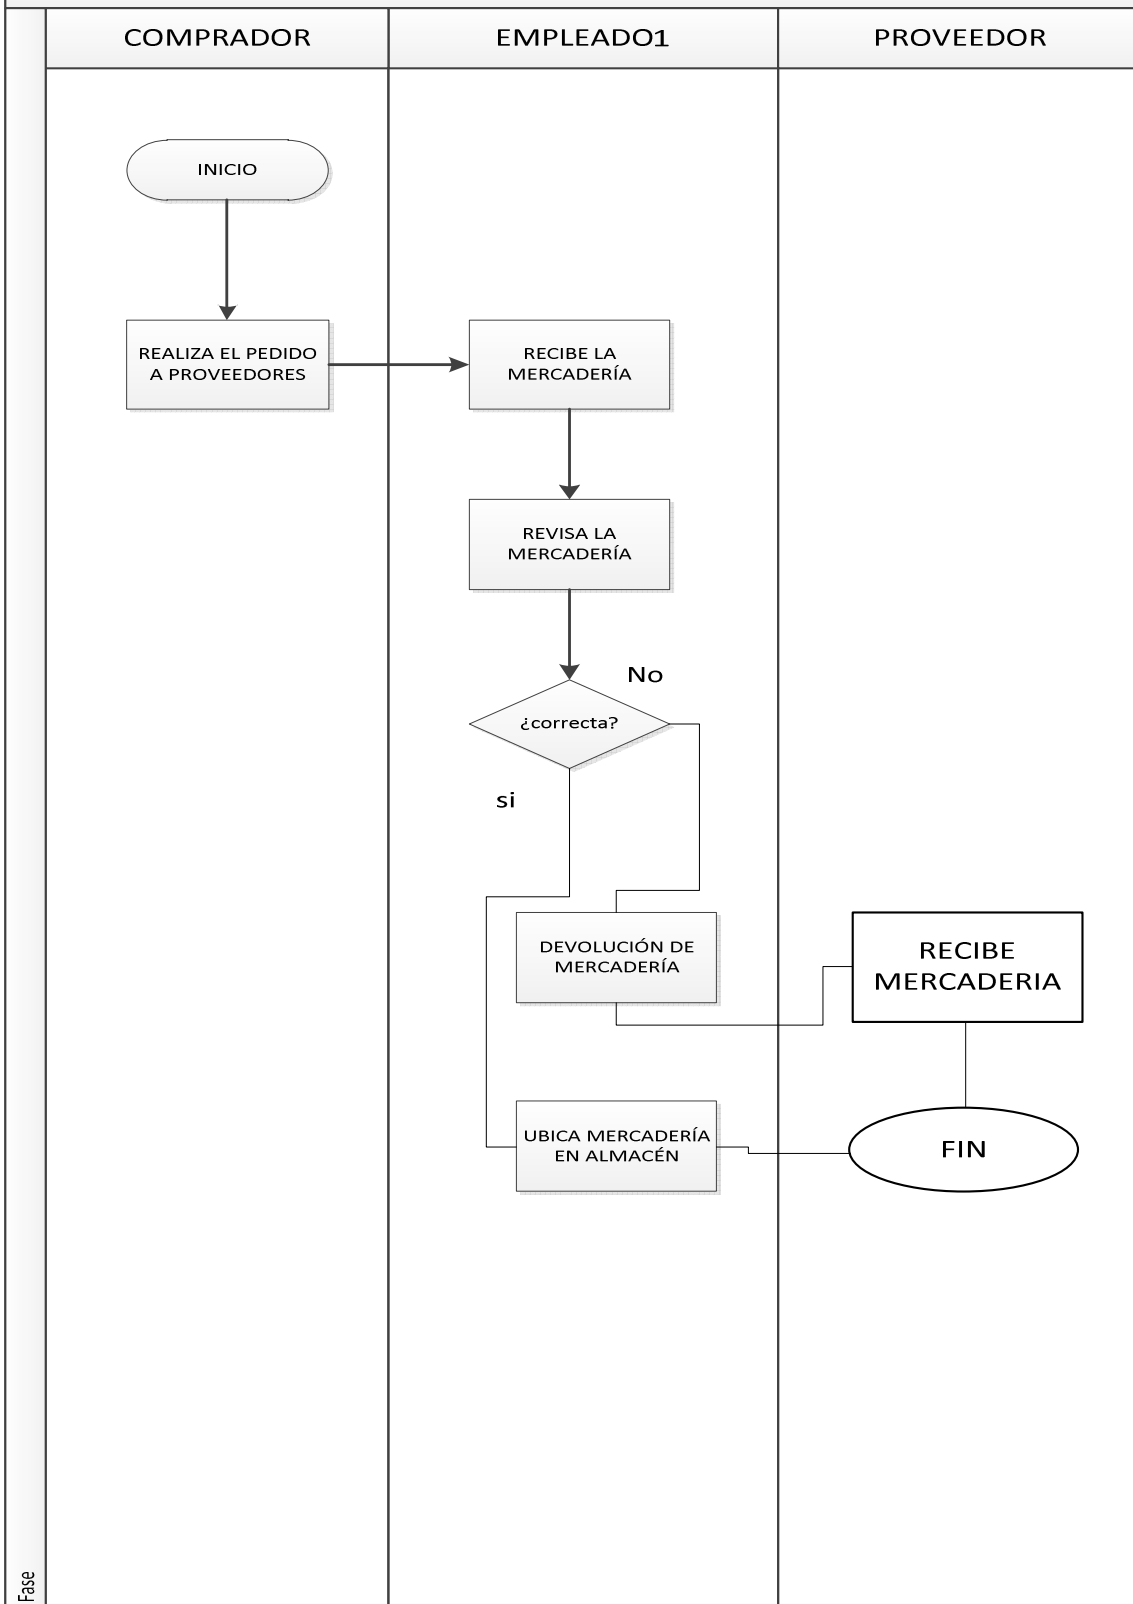 COMPRADOR
EMPLEADO1
PROVEEDOR
INICIO
REALIZA EL PEDIDO
A PROVEEDORES
RECIBE LA
MERCADERÍA
REVISA LA
MERCADERÍA
No
¿correcta?
si
DEVOLUCIÓN DE
MERCADERÍA
RECIBE
MERCADERIA
UBICA MERCADERÍA
EN ALMACÉN
FIN
Fase